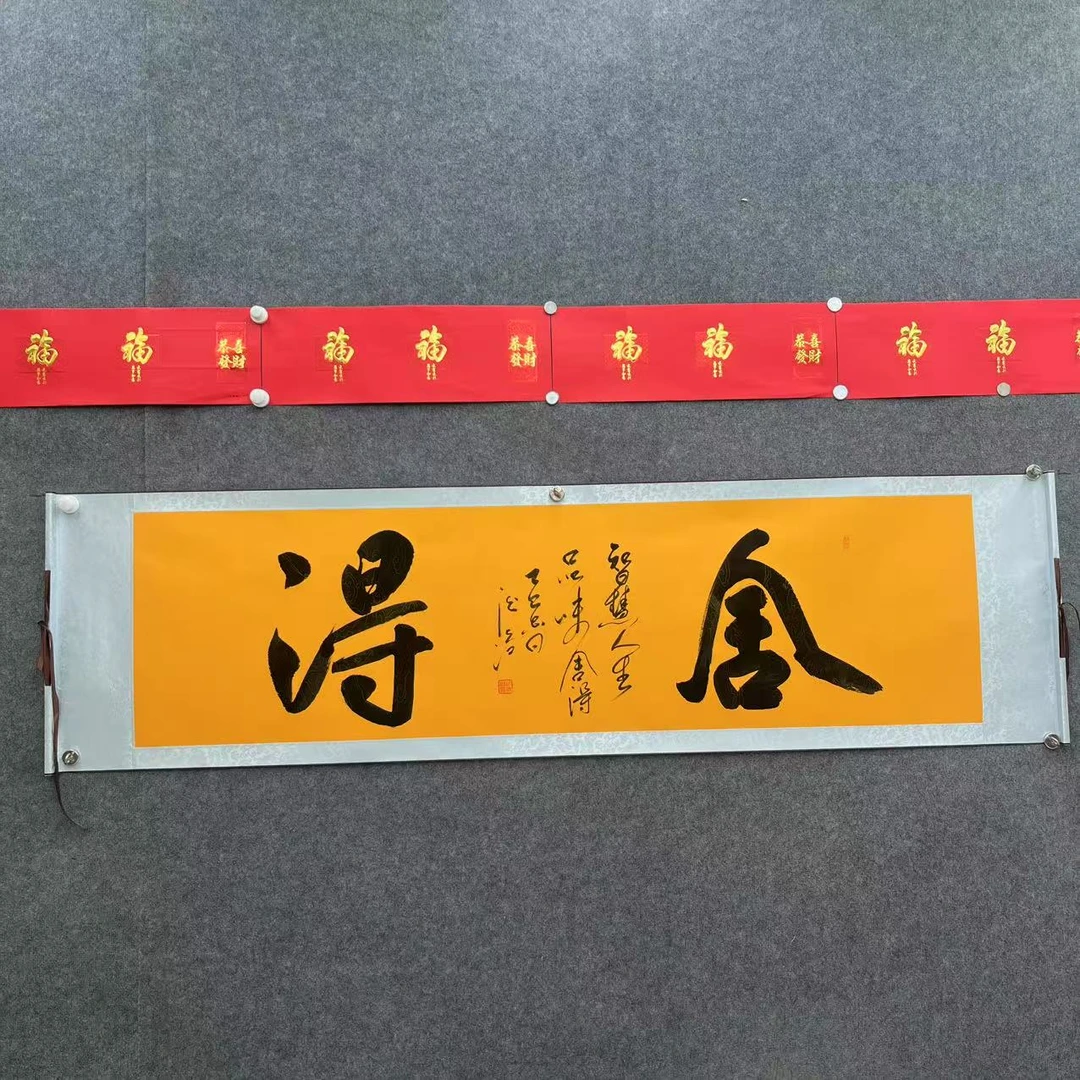 福 福 恭喜發財
福 福 恭喜發財
福 福 恭喜發財
福 福
舍得
智慧人生
品味舍得